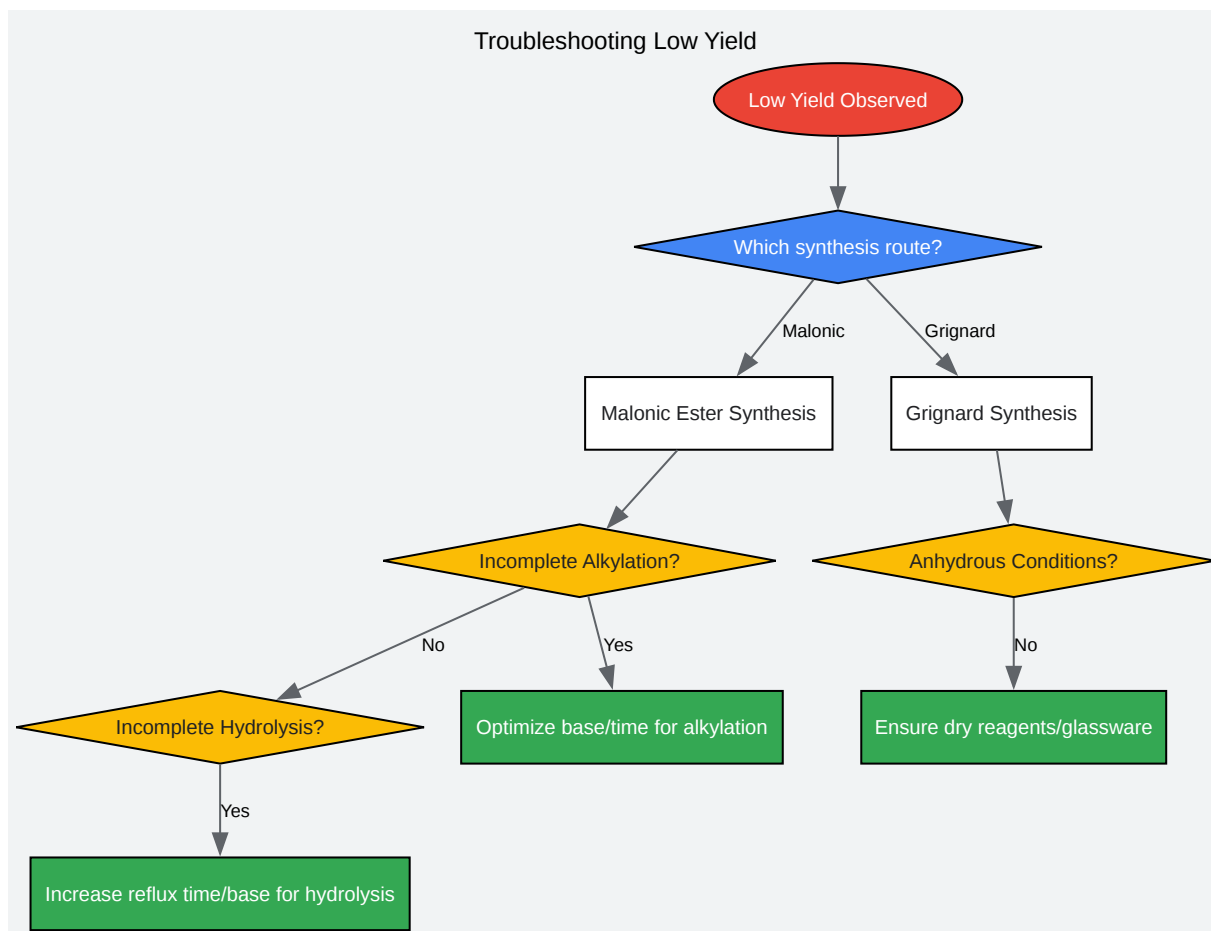 Troubleshooting Low Yield
Low Yield Observed
Which synthesis route?
Malonic
Grignard
Malonic Ester Synthesis
Grignard Synthesis
Incomplete Alkylation?
Anhydrous Conditions?
No
Yes
No
Incomplete Hydrolysis?
Optimize base/time for alkylation
Ensure dry reagents/glassware
Yes
Increase reflux time/base for hydrolysis